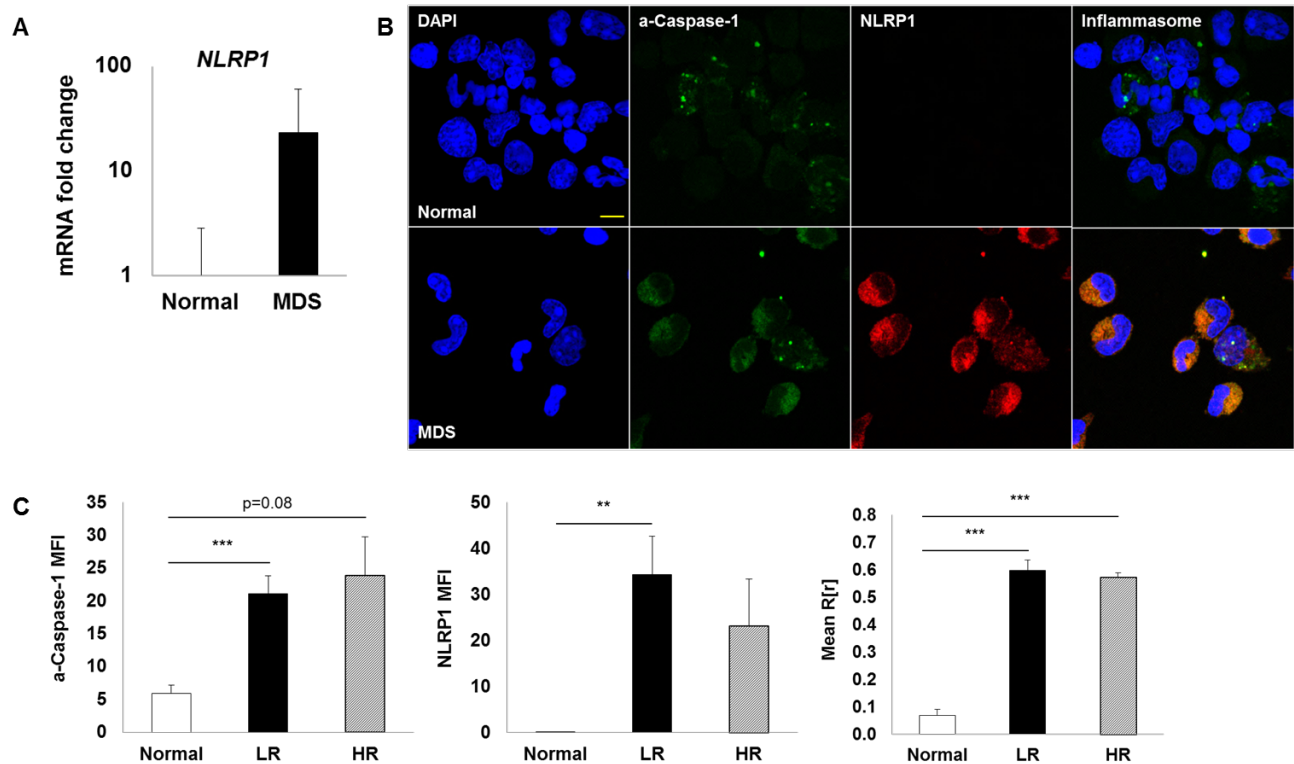 A
NLRP1
mRNA fold change
100
10
1
Normal MDS
B
DAPI a-Caspase-1 NLRP1 Inflammasome
Normal
MDS
C
a-Caspase-1 MFI
35
30
25
20
15
10
5
0
p=0.08
***
Normal LR HR
NLRP1 MFI
50
40
30
20
10
0
**
Normal LR HR
Mean R[r]
0.8
0.7
0.6
0.5
0.4
0.3
0.2
0.1
0.0
***
***
Normal LR HR